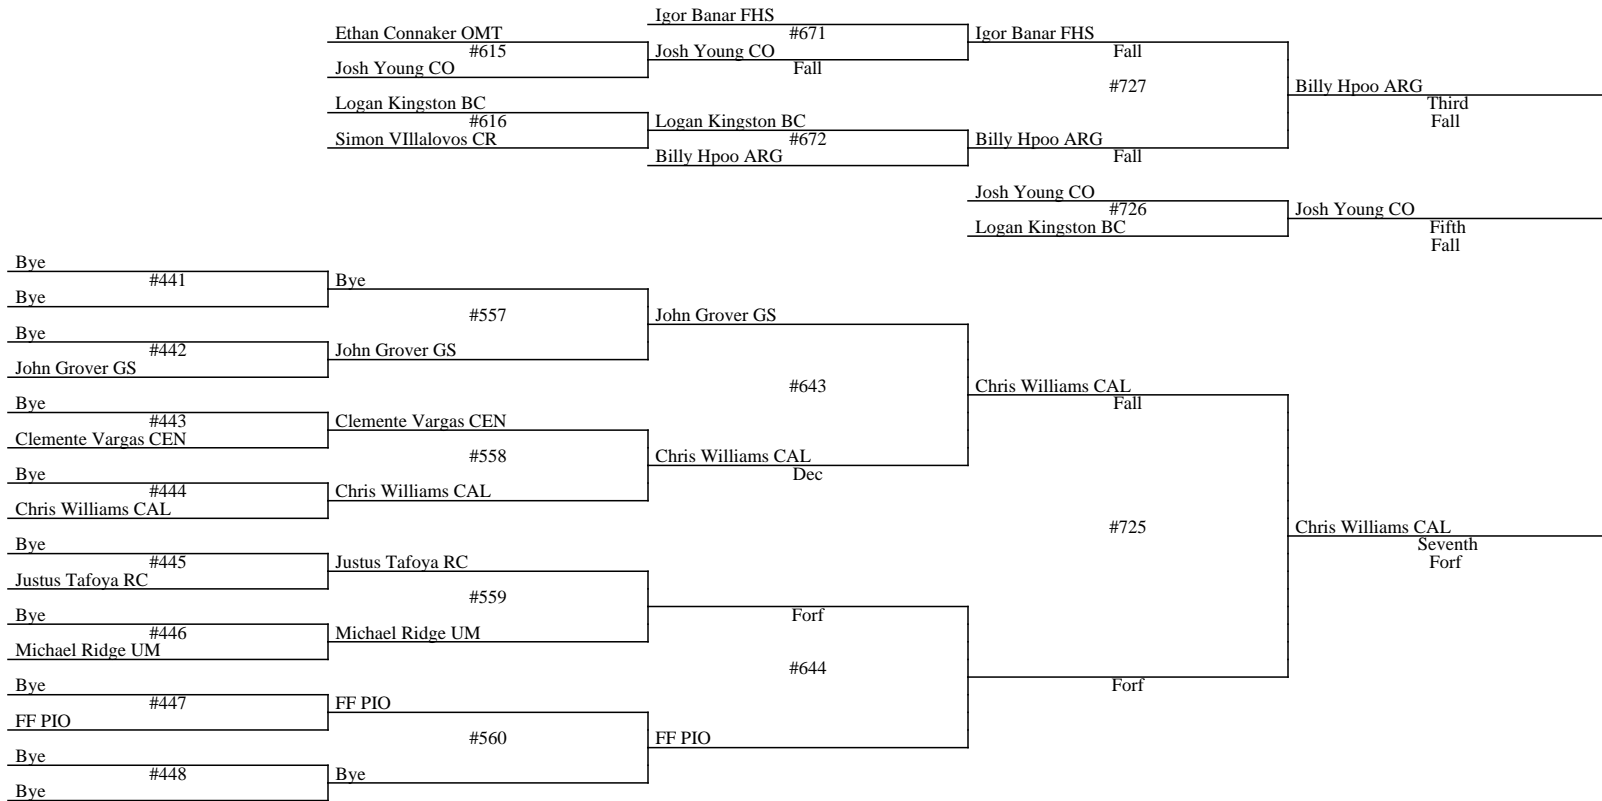 Igor Banar FHS
Ethan Connaker OMT
#671
Igor Banar FHS
#615
Josh Young CO
Fall
Josh Young CO
Fall
#727
Billy Hpoo ARG
Logan Kingston BC
Third
#616
Logan Kingston BC
Fall
Simon VIllalovos CR
#672
Billy Hpoo ARG
Billy Hpoo ARG
Fall
Josh Young CO
#726
Josh Young CO
Logan Kingston BC
Fifth
Fall
Bye
#441
Bye
Bye
#557
Bye
John Grover GS
#442
John Grover GS
John Grover GS
#643
Chris Williams CAL
Bye
Fall
#443
Clemente Vargas CEN
Clemente Vargas CEN
#558
Chris Williams CAL
Bye
Dec
#444
Chris Williams CAL
Chris Williams CAL
#725
Chris Williams CAL
Bye
Seventh
#445
Justus Tafoya RC
Forf
Justus Tafoya RC
#559
Bye
Forf
#446
Michael Ridge UM
Michael Ridge UM
#644
Bye
Forf
#447
FF PIO
FF PIO
#560
FF PIO
Bye
#448
Bye
Bye